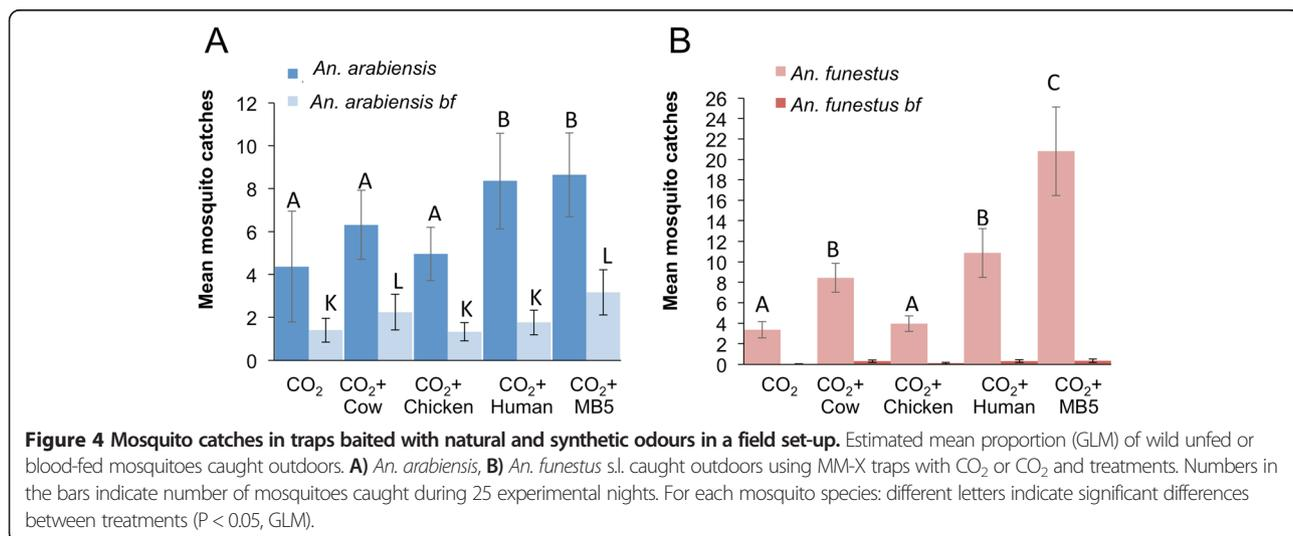 A
An. arabiensis
An. arabiensis bf
Mean mosquito catches
12
10
8
6
4
2
0
A
K
A
L
A
K
B
K
B
L
CO₂
CO₂+ Cow
CO₂+ Chicken
CO₂+ Human
CO₂+ MB5
B
An. funestus
An. funestus bf
Mean mosquito catches
26
24
22
20
18
16
14
12
10
8
6
4
2
0
A
B
A
B
C
CO₂
CO₂+ Cow
CO₂+ Chicken
CO₂+ Human
CO₂+ MB5
Figure 4 Mosquito catches in traps baited with natural and synthetic odours in a field set-up. Estimated mean proportion (GLM) of wild unfed or
blood-fed mosquitoes caught outdoors. A) An. arabiensis, B) An. funestus s.l. caught outdoors using MM-X traps with CO₂ or CO₂ and treatments. Numbers in
the bars indicate number of mosquitoes caught during 25 experimental nights. For each mosquito species: different letters indicate significant differences
between treatments (P < 0.05, GLM).